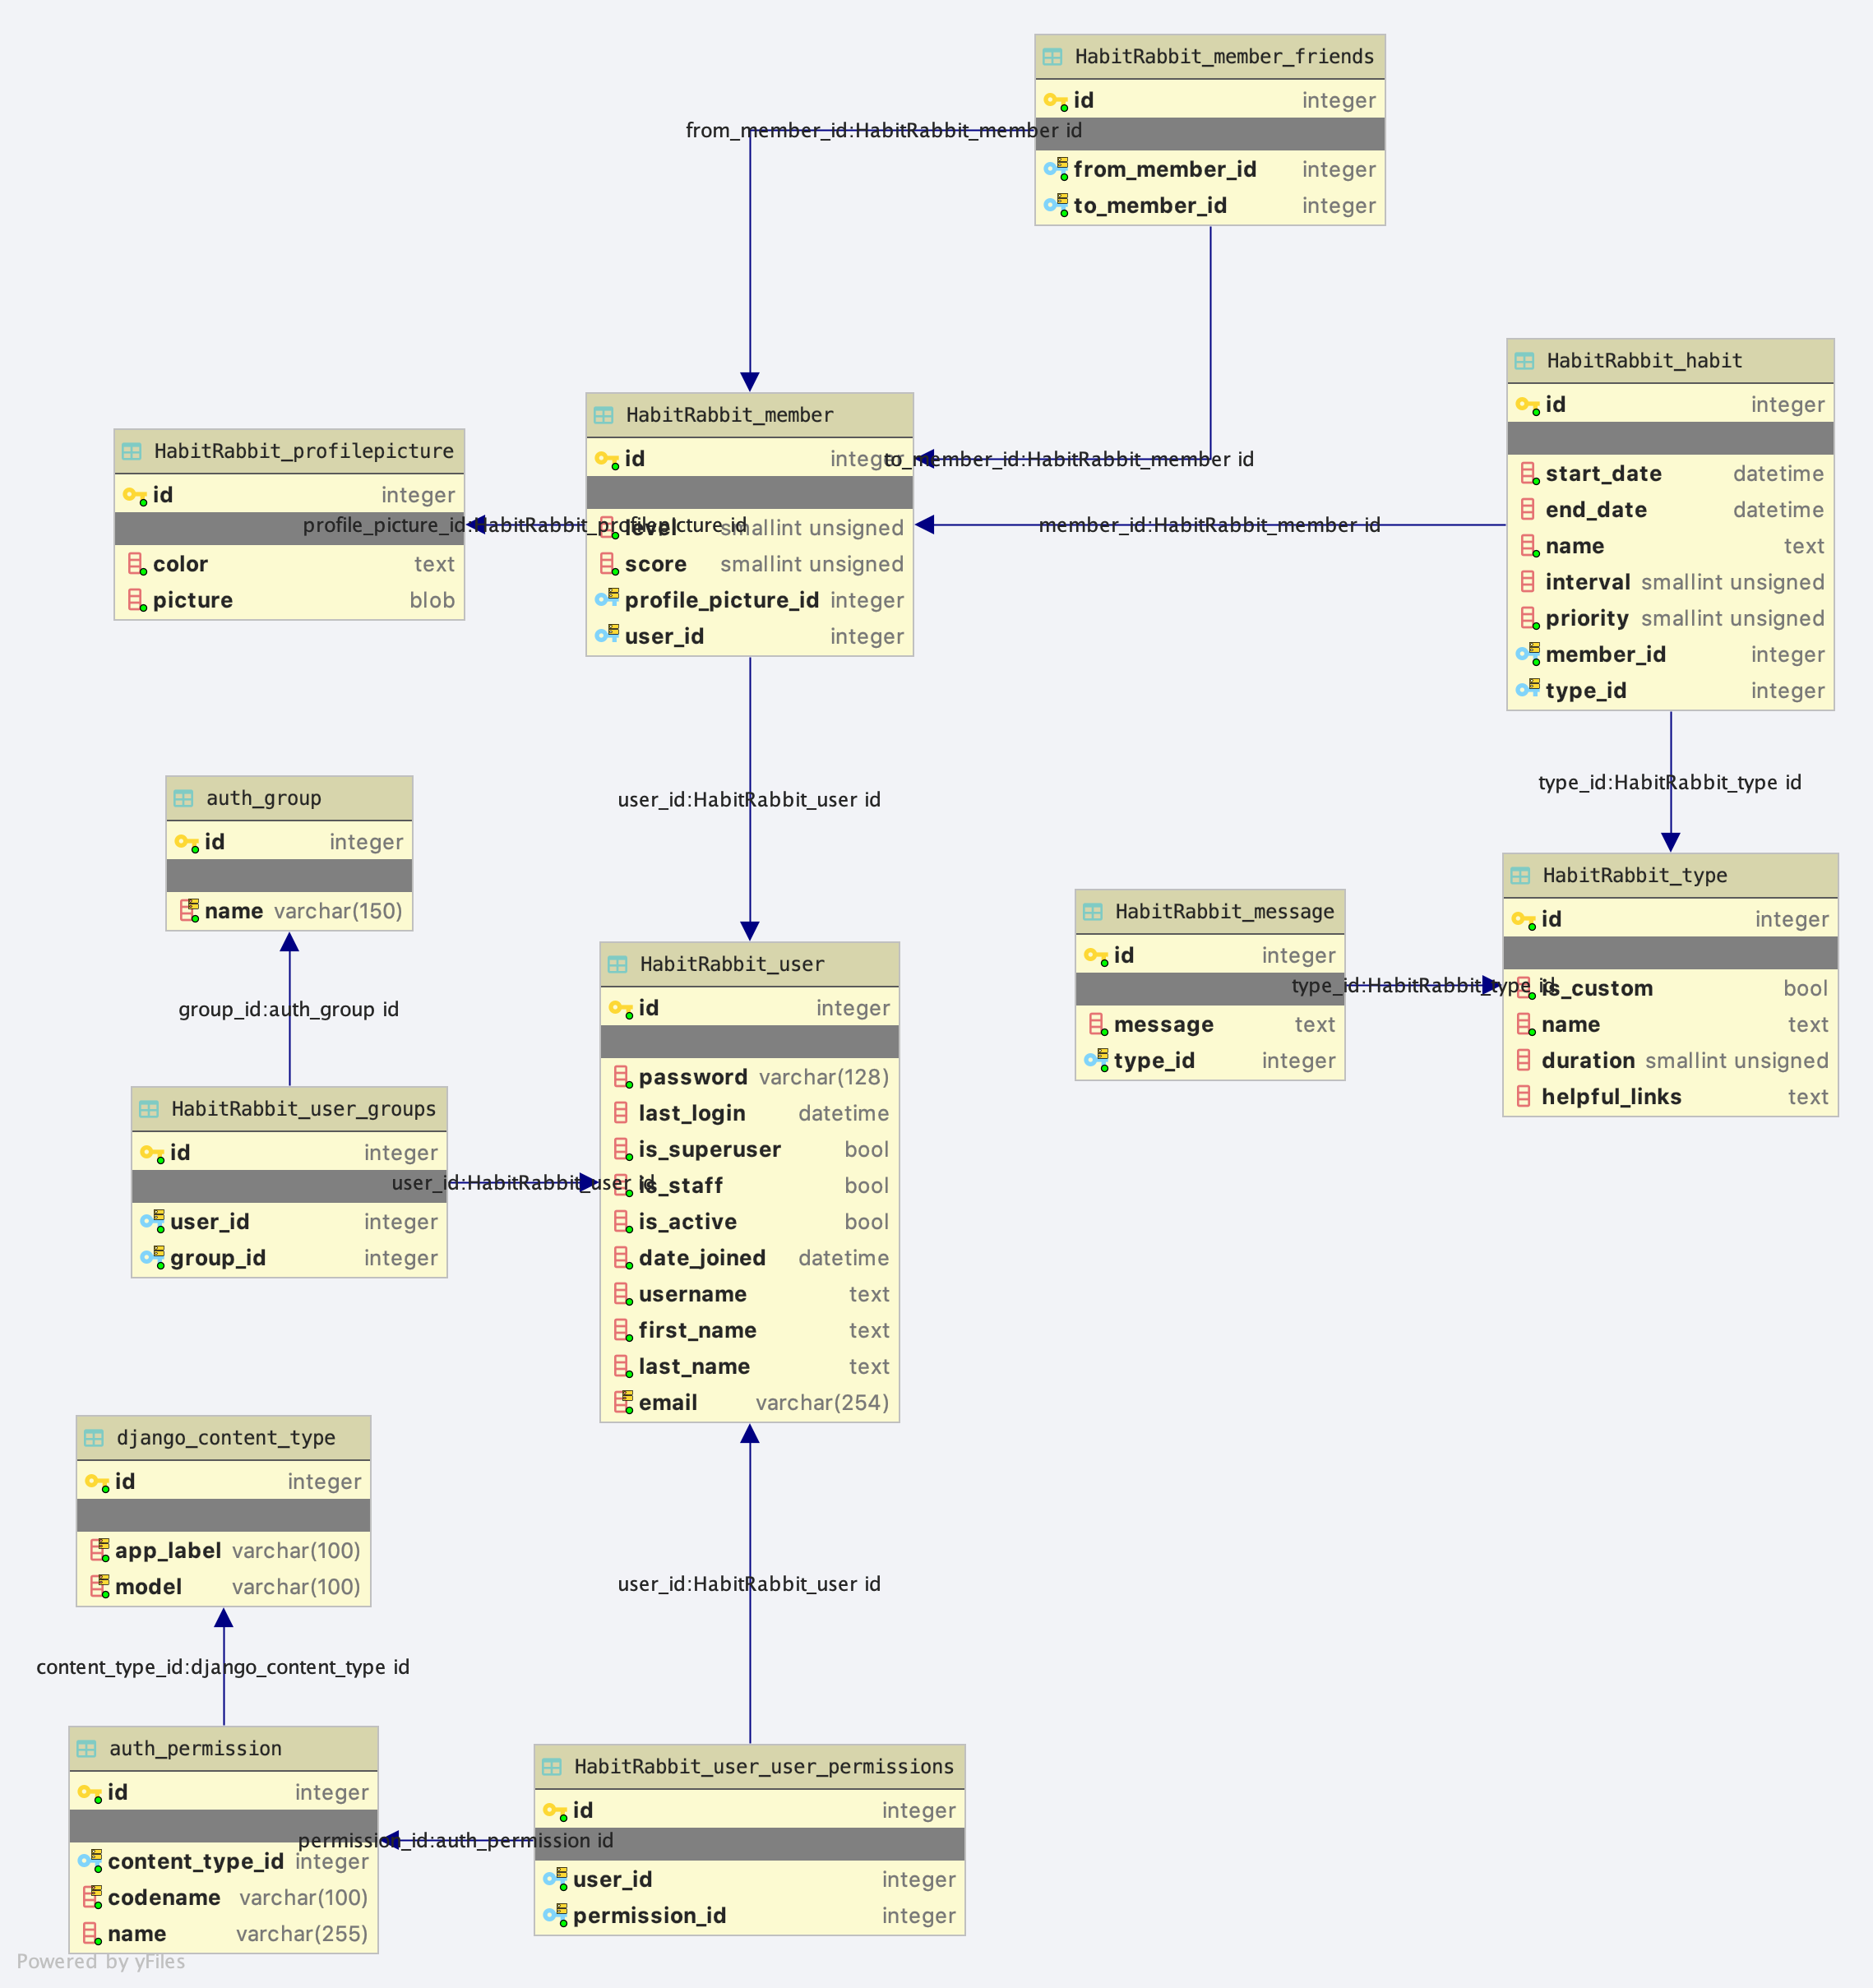 HabitRabbit_member_friends
id integer
from_member_id integer
to_member_id integer
from_member_id:HabitRabbit_member id
to_member_id:HabitRabbit_member id
HabitRabbit_habit
id integer
start_date datetime
end_date datetime
name text
interval smallint unsigned
priority smallint unsigned
member_id integer
type_id integer
HabitRabbit_member
id integer
level smallint unsigned
score smallint unsigned
profile_picture_id integer
user_id integer
member_id:HabitRabbit_member id
HabitRabbit_profilepicture
id integer
color text
picture blob
profile_picture_id:HabitRabbit_profilepicture id
user_id:HabitRabbit_user id
type_id:HabitRabbit_type id
auth_group
id integer
name varchar(150)
group_id:auth_group id
HabitRabbit_type
id integer
is_custom bool
name text
duration smallint unsigned
helpful_links text
HabitRabbit_message
id integer
message text
type_id integer
type_id:HabitRabbit_type id
HabitRabbit_user
id integer
password varchar(128)
last_login datetime
is_superuser bool
is_staff bool
is_active bool
date_joined datetime
username text
first_name text
last_name text
email varchar(254)
HabitRabbit_user_groups
id integer
user_id integer
group_id integer
user_id:HabitRabbit_user id
django_content_type
id integer
app_label varchar(100)
model varchar(100)
content_type_id:django_content_type id
user_id:HabitRabbit_user id
auth_permission
id integer
content_type_id integer
codename varchar(100)
name varchar(255)
permission_id:auth_permission id
HabitRabbit_user_user_permissions
id integer
user_id integer
permission_id integer
Powered by yFiles